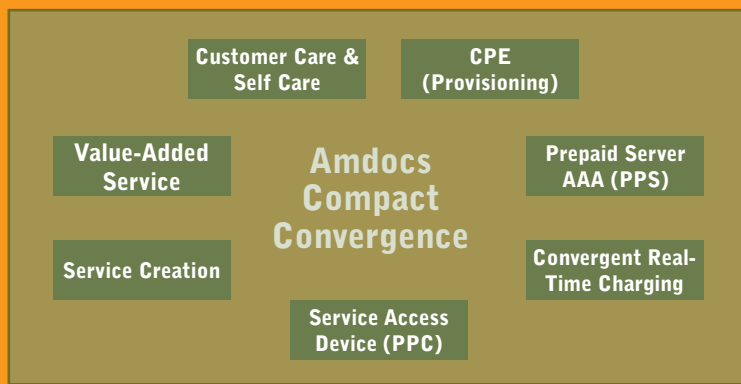 Customer Care &
Self Care
CPE
(Provisioning)
Value-Added
Service
Amdocs
Compact
Convergence
Prepaid Server
AAA (PPS)
Service Creation
Convergent Real-
Time Charging
Service Access
Device (PPC)